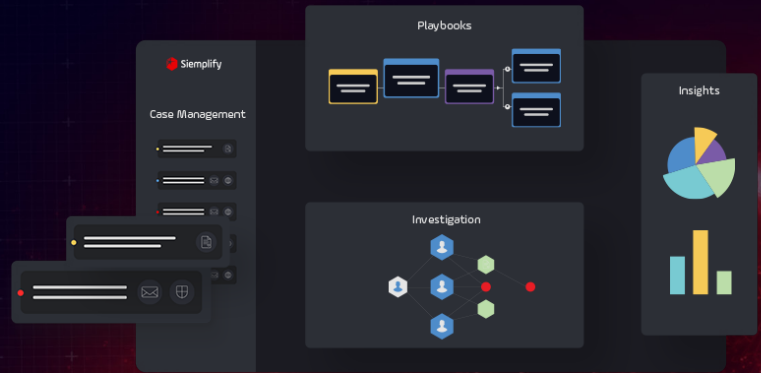 Playbooks
Siemplify
Insights
Case Management
Investigation